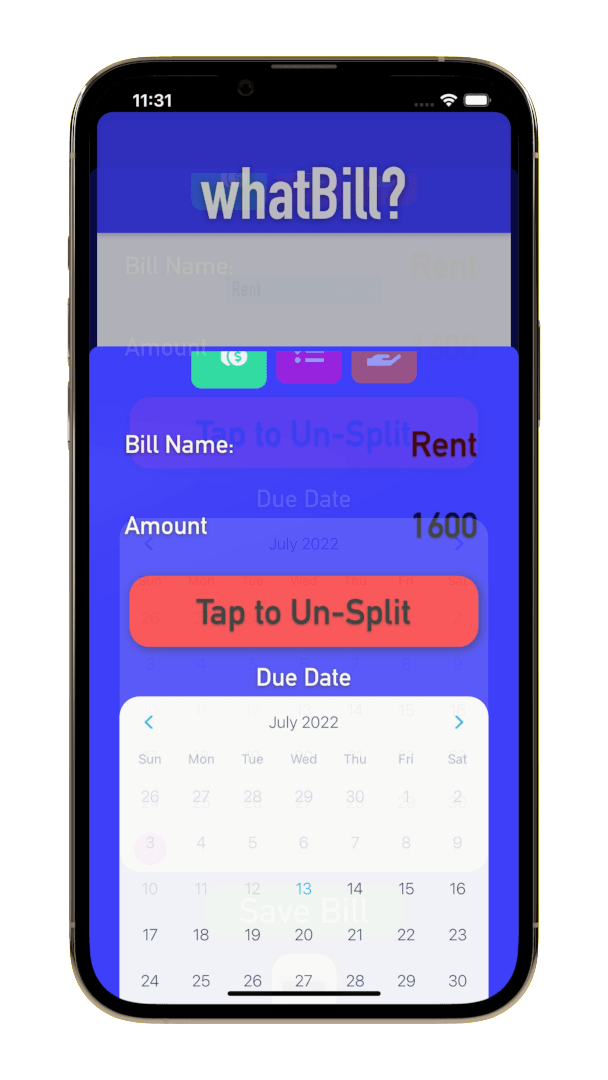 11:31
whatBill?
Bill Name: Rent
Rent
Amount 1600
Tap to Un-Split
Bill Name: Rent
Due Date
Amount 1600
July 2022
Tap to Un-Split
Due Date
July 2022
Sun Mon Tue Wed Thu Fri Sat
26 27 28 29 30 1 2
3 4 5 6 7 8 9
10 11 12 13 14 15 16
Save Bill
17 18 19 20 21 22 23
24 25 26 27 28 29 30